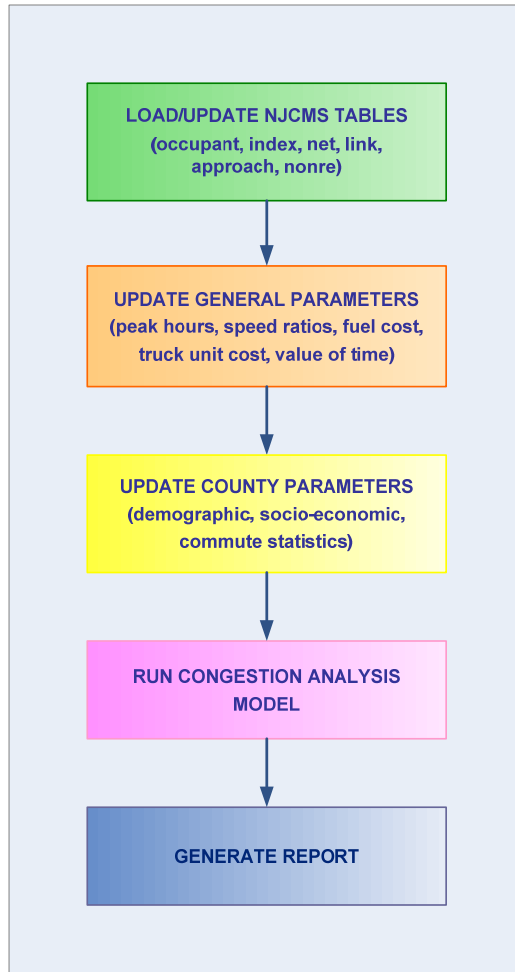 LOAD/UPDATE NJCMS TABLES
(occupant, index, net, link,
approach, nonre)
UPDATE GENERAL PARAMETERS
(peak hours, speed ratios, fuel cost,
truck unit cost, value of time)
UPDATE COUNTY PARAMETERS
(demographic, socio-economic,
commute statistics)
RUN CONGESTION ANALYSIS
MODEL
GENERATE REPORT